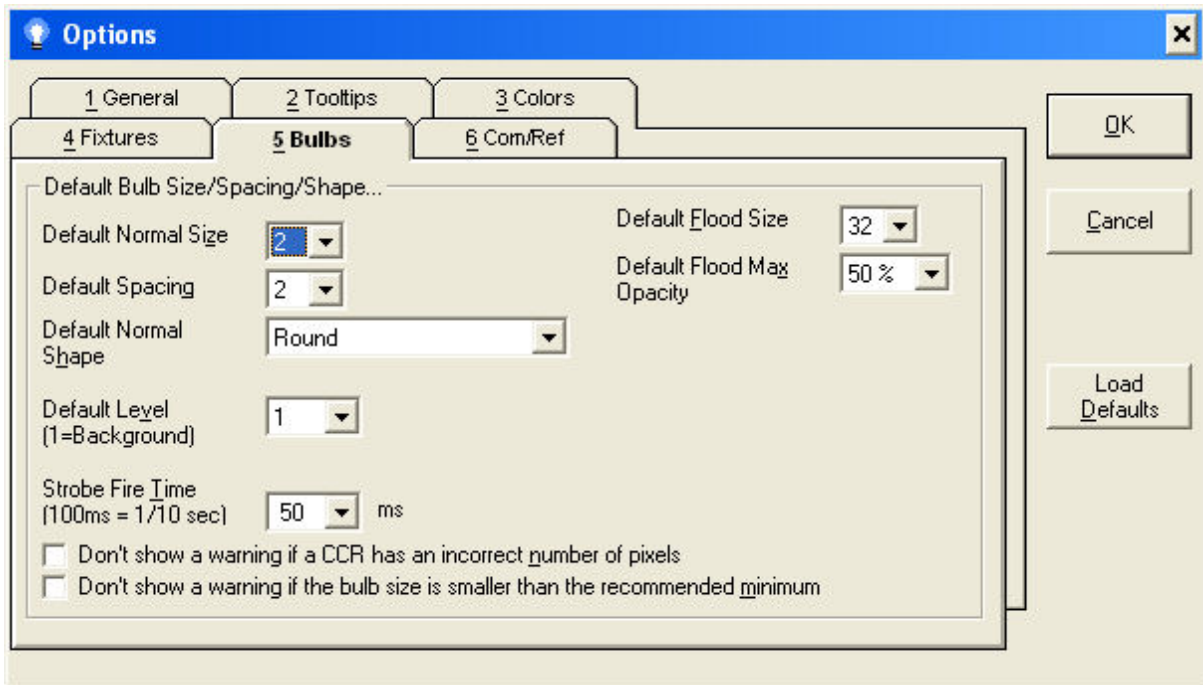 Options
1 General
2 Tooltips
3 Colors
4 Fixtures
5 Bulbs
6 Com/Ref
OK
Cancel
Load
Defaults
Default Bulb Size/Spacing/Shape...
Default Normal Size
2
Default Spacing
2
Default Normal
Shape
Round
Default Level
(1=Background)
1
Strobe Fire Time
(100ms = 1/10 sec)
50
ms
Default Flood Size
32
Default Flood Max
Opacity
50 %
Don't show a warning if a CCR has an incorrect number of pixels
Don't show a warning if the bulb size is smaller than the recommended minimum